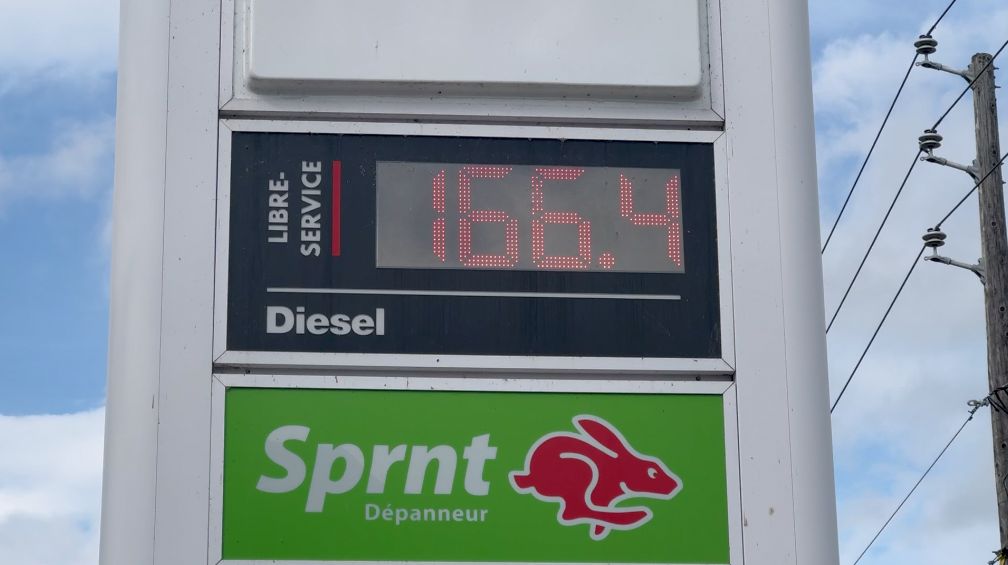 LIBRE-
SERVICE
166.4
Diesel
Sprnt
Dépanneur